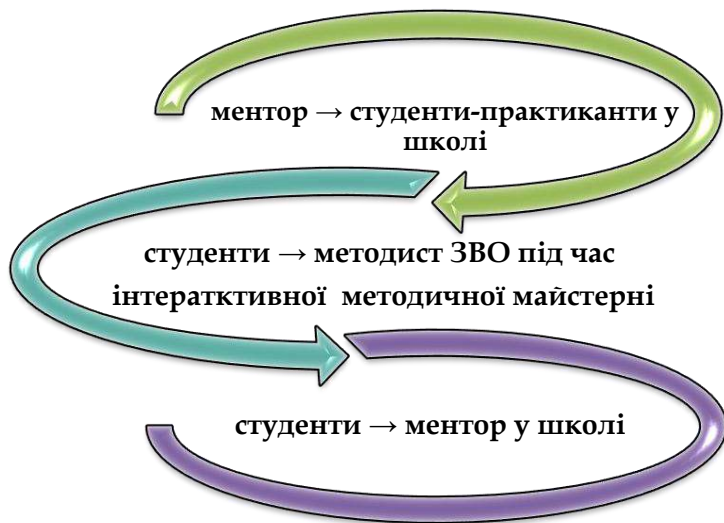 ментор → студенти-практиканти у
школі
студенти → методист ЗВО під час
інтератктивної методичної майстерні
студенти → ментор у школі